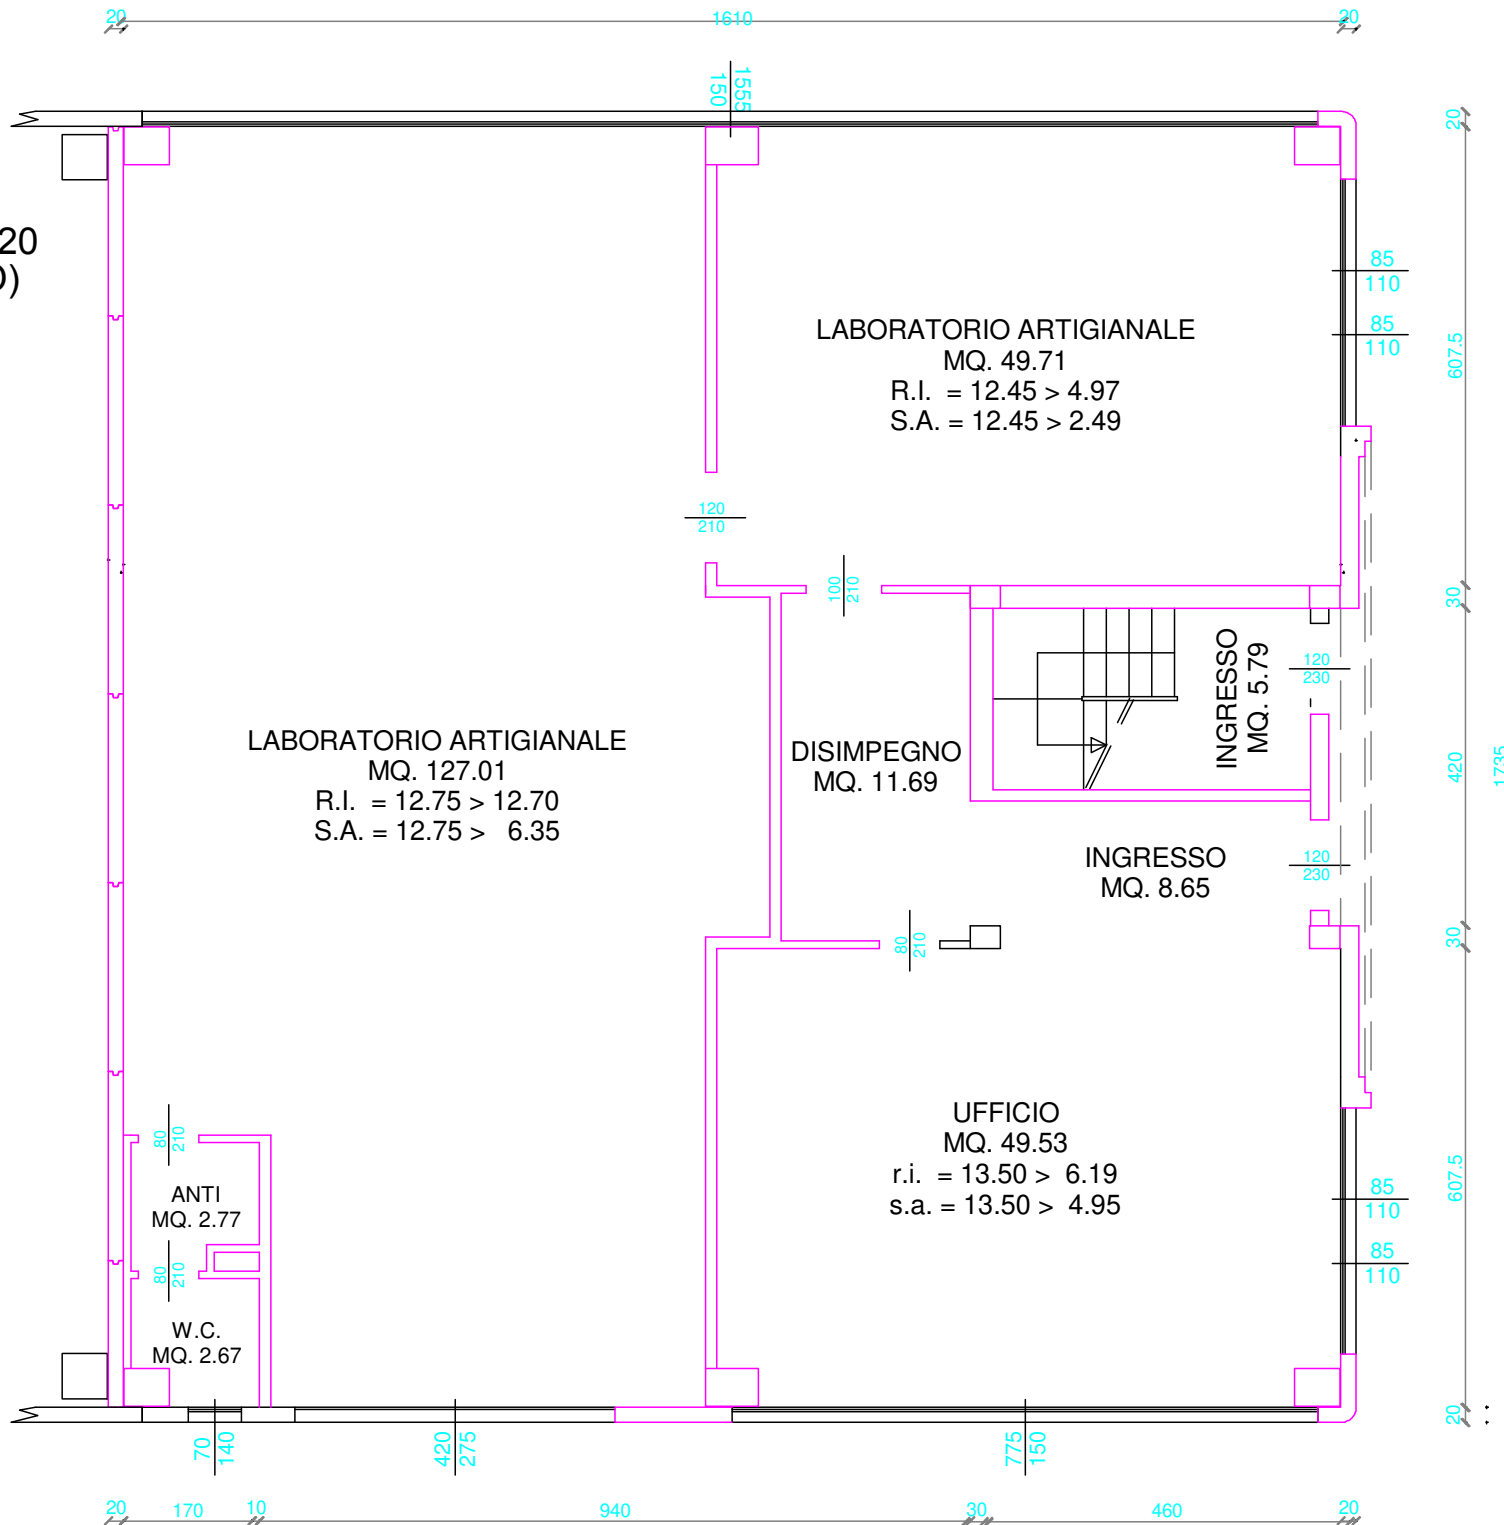 20
1610
20
150
1555
20
20
)
85
110
85
110
607.5
LABORATORIO ARTIGIANALE
MQ. 49.71
R.I. = 12.45 > 4.97
S.A. = 12.45 > 2.49
120
210
100
210
30
INGRESSO
MQ. 5.79
120
230
LABORATORIO ARTIGIANALE
MQ. 127.01
R.I. = 12.75 > 12.70
S.A. = 12.75 > 6.35
DISIMPEGNO
MQ. 11.69
420
1735
INGRESSO
MQ. 8.65
120
230
80
210
30
UFFICIO
MQ. 49.53
r.i. = 13.50 > 6.19
s.a. = 13.50 > 4.95
80
210
ANTI
MQ. 2.77
85
110
85
110
607.5
80
210
W.C.
MQ. 2.67
20
70
140
420
275
775
150
20
170
10
940
30
460
20